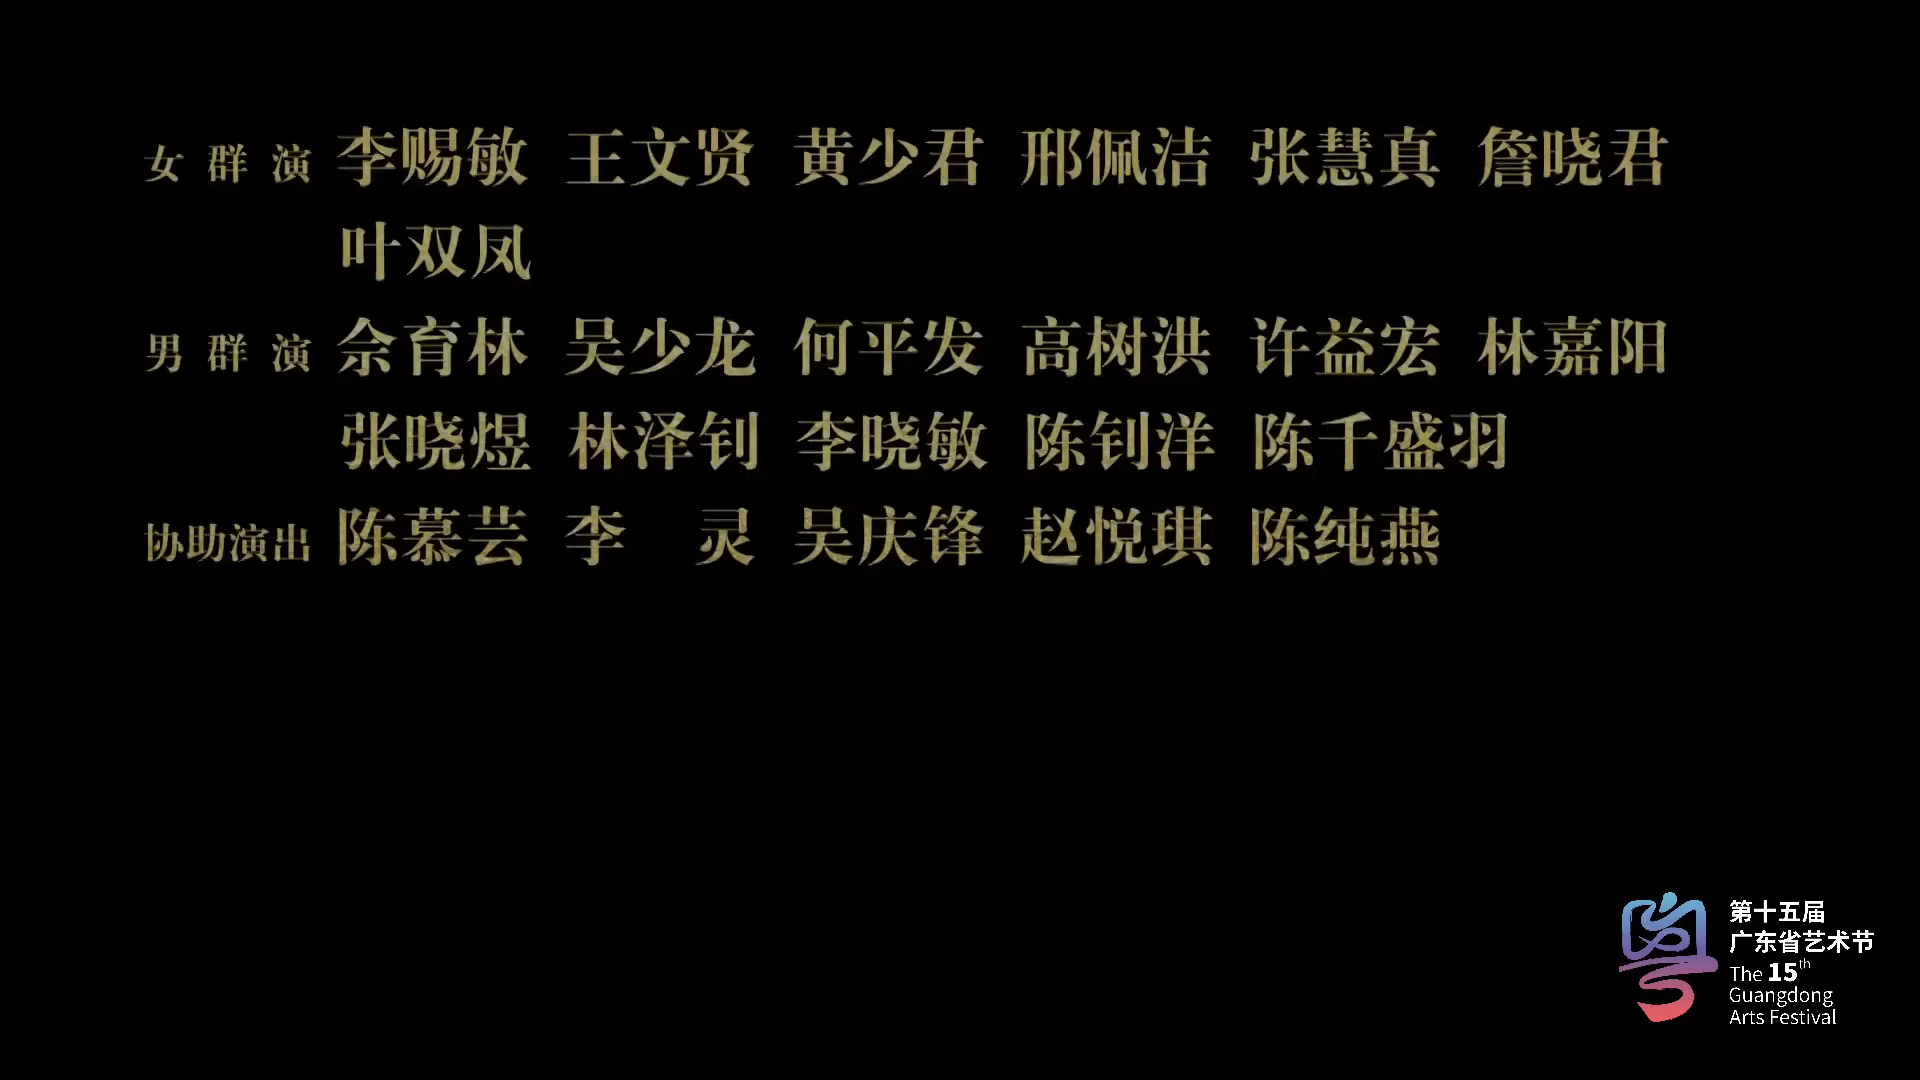 女群演 李赐敏 王文贤 黄少君 邢佩洁 张慧真 詹晓君
叶双凤
男群演 佘育林 吴少龙 何平发 高树洪 许益宏 林嘉阳
张晓煜 林泽钊 李晓敏 陈钊洋 陈千盛羽
协助演出 陈慕芸 李 灵 吴庆锋 赵悦琪 陈纯燕
第十五届
广东省艺术节
The 15th
Guangdong
Arts Festival